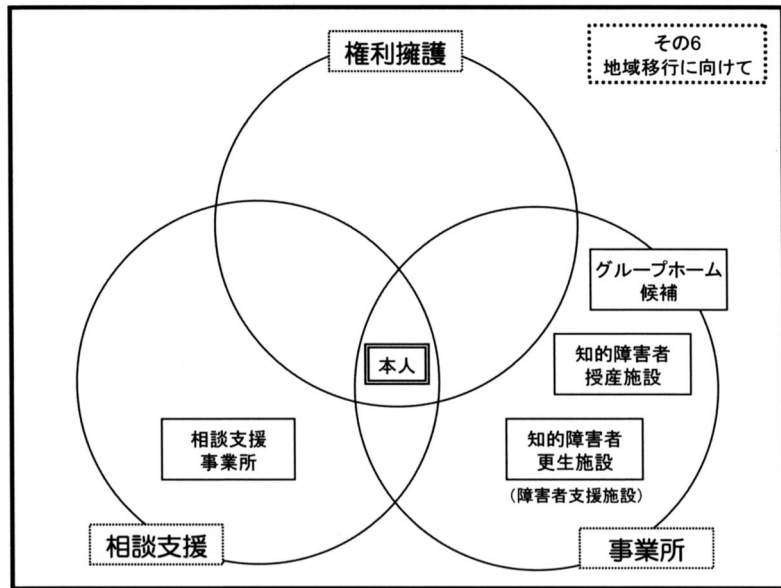 権利擁護
その6
地域移行に向けて
グループホーム
候補
本人
知的障害者
授産施設
相談支援
事業所
知的障害者
更生施設
(障害者支援施設)
相談支援
事業所